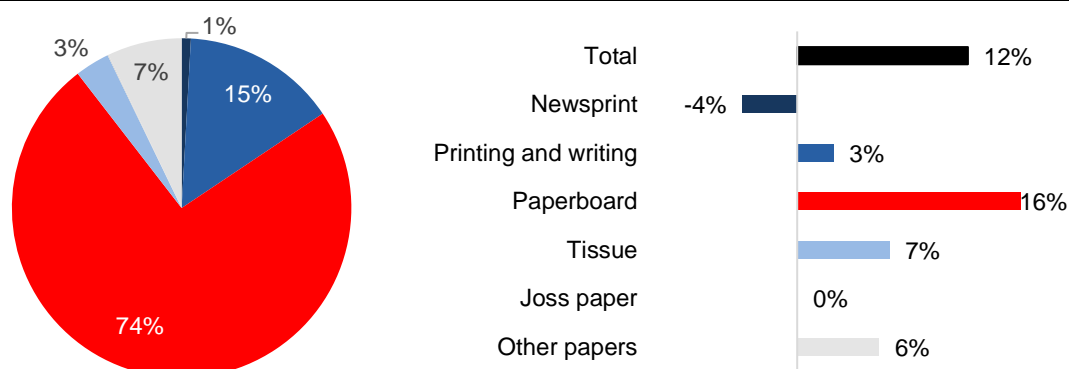 1%
3%
7%
15%
74%
Total 12%
Newsprint -4%
Printing and writing 3%
Paperboard 16%
Tissue 7%
Joss paper 0%
Other papers 6%